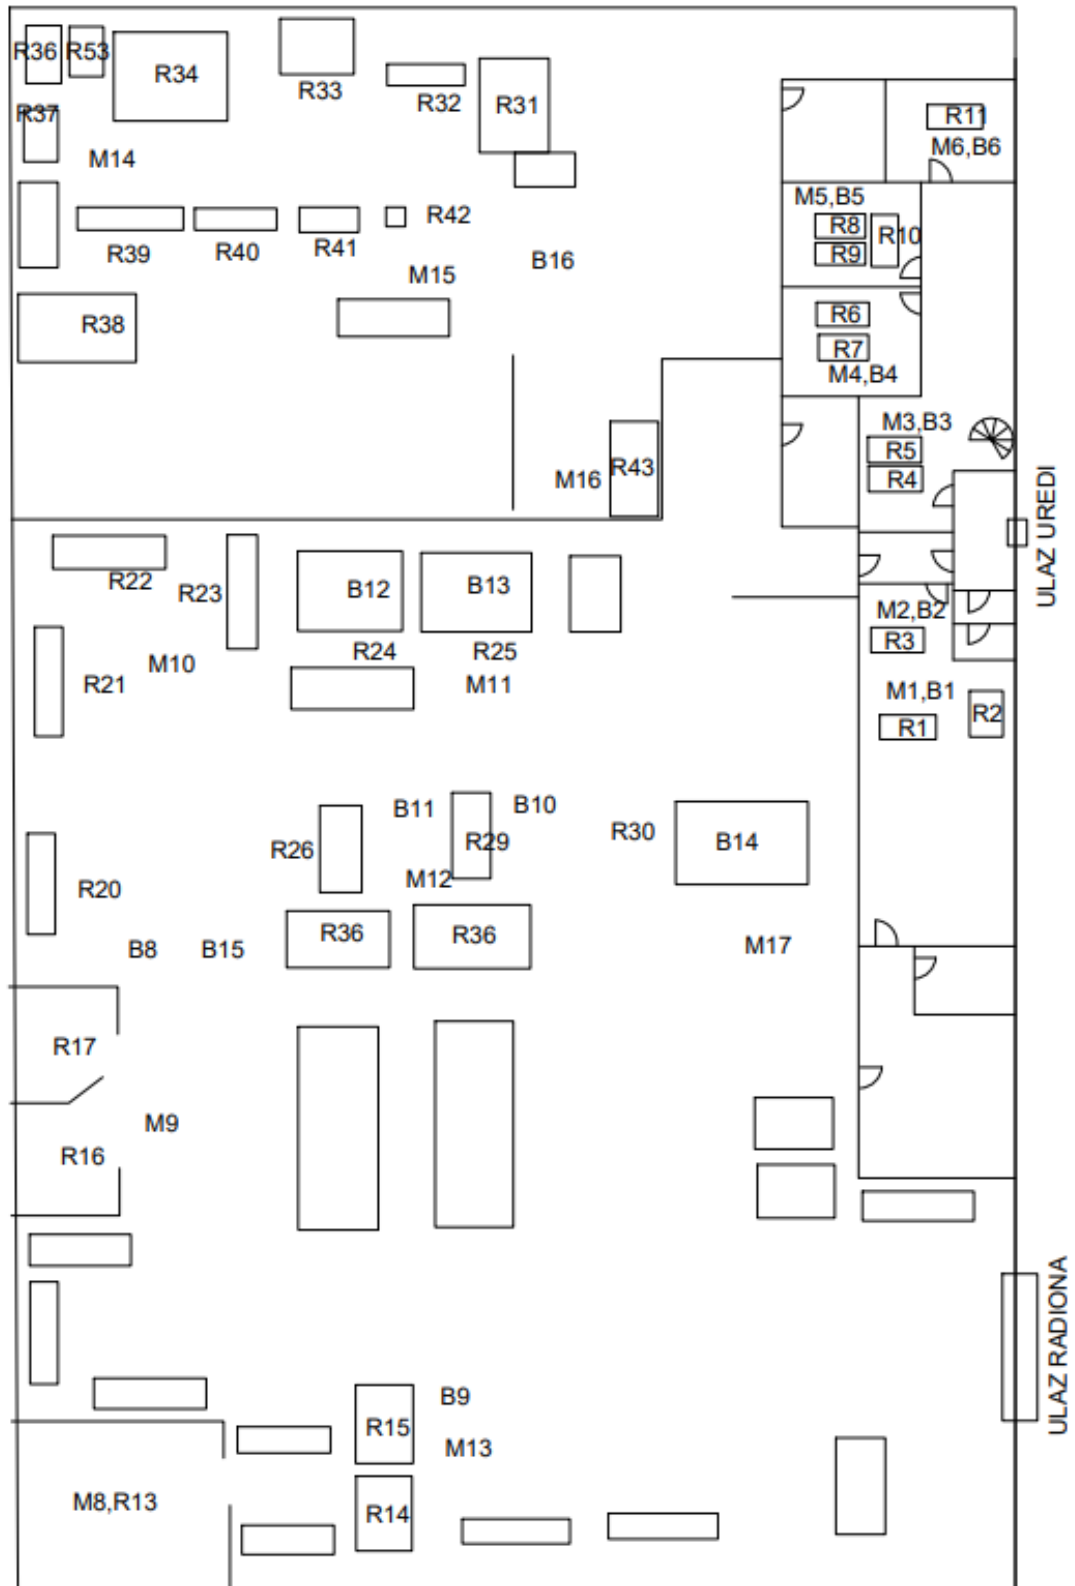 R36
R53
R34
R33
R32
R31
R11
R37
M6,B6
M14
M5,B5
R42
R8
R10
R39
R40
R41
R9
B16
M15
R38
R6
R7
M4,B4
M3,B3
R5
M16
R43
R4
ULAZ UREDI
R22
R23
B12
B13
M2,B2
R3
R24
R25
M10
R21
M11
M1,B1
R2
R1
B11
B10
R26
R29
R30
B14
M12
R20
R36
R36
B8
B15
M17
R17
M9
R16
ULAZ RADIONA
B9
R15
M13
M8,R13
R14